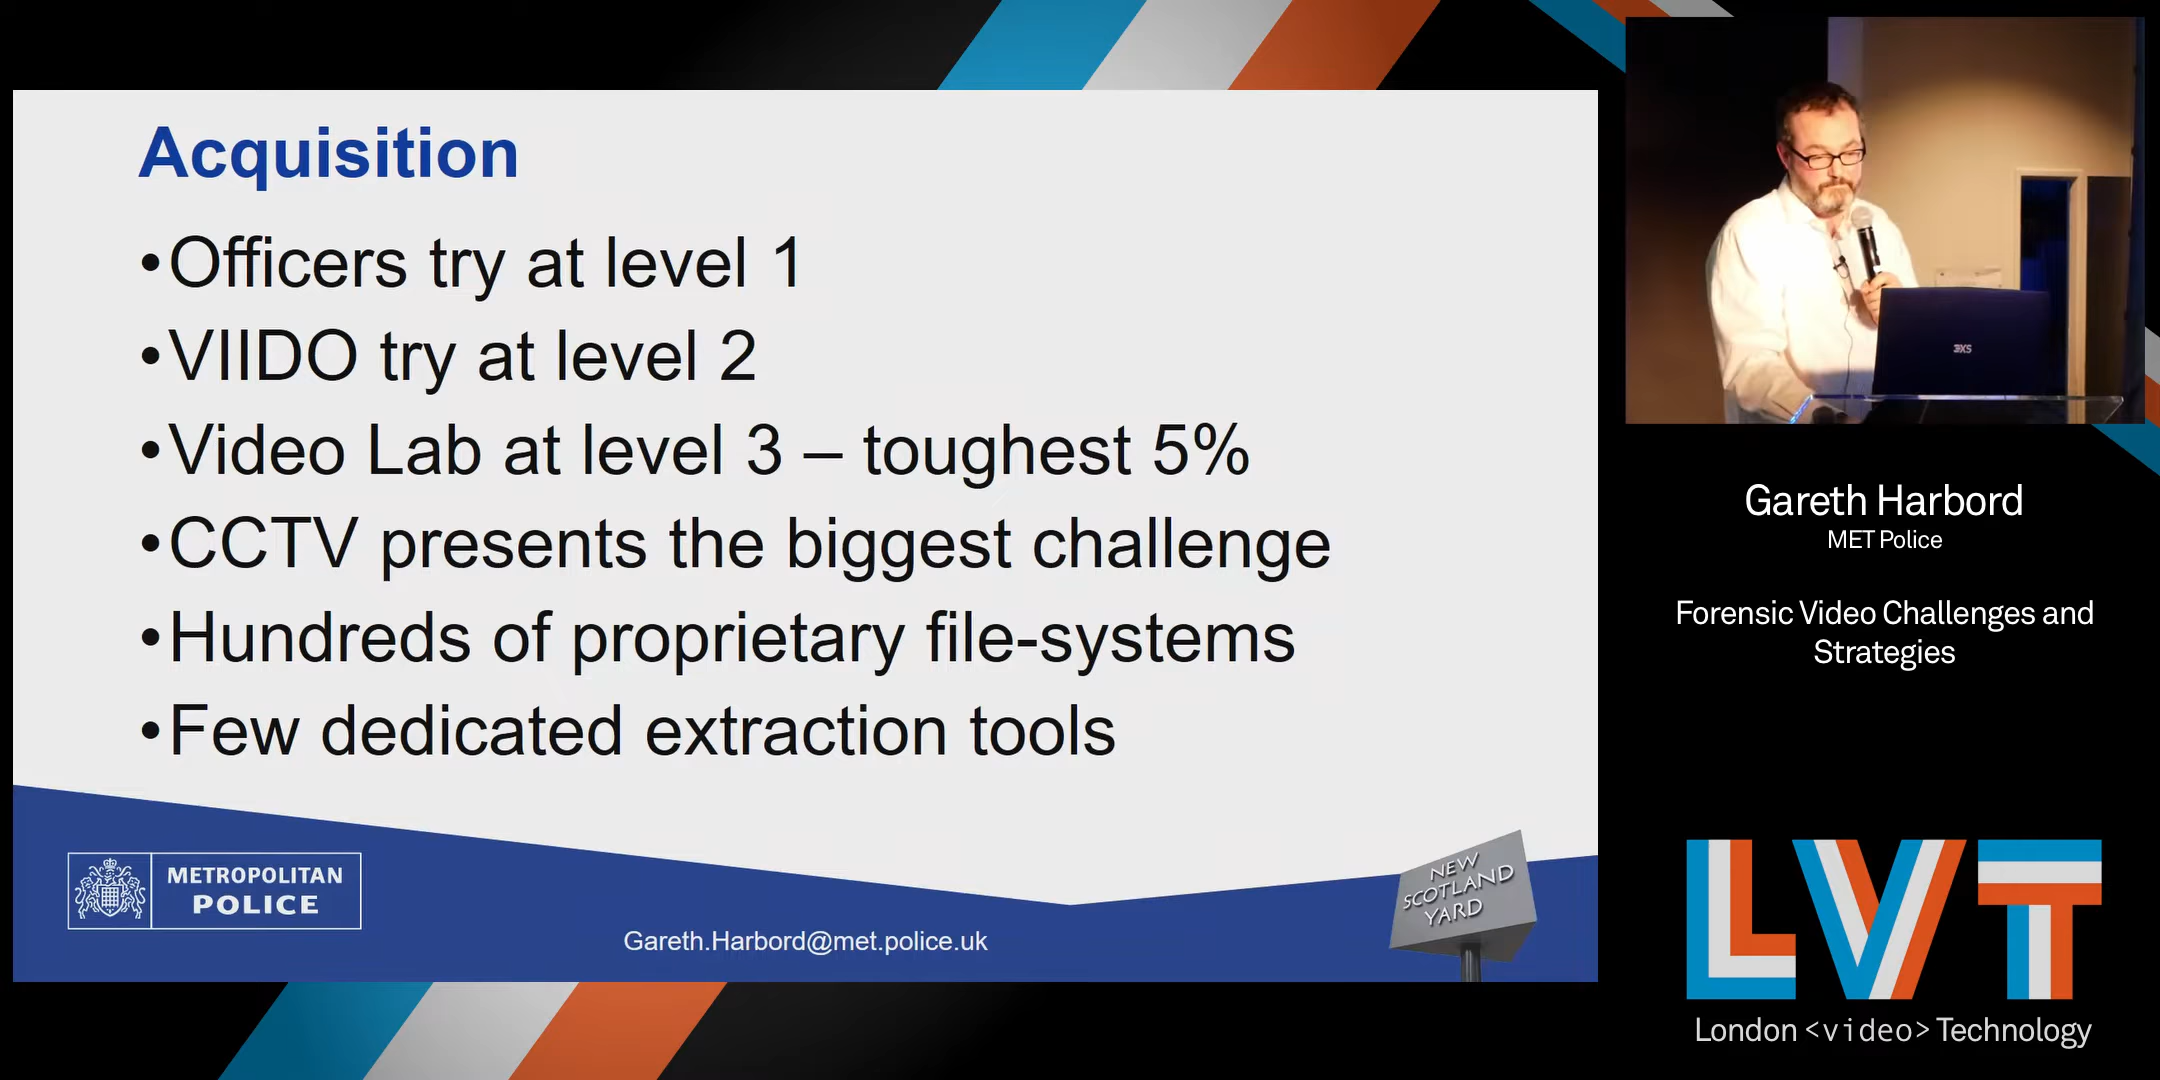 Acquisition
•Officers try at level 1
•VIIDO try at level 2
•Video Lab at level 3 – toughest 5%
•CCTV presents the biggest challenge
•Hundreds of proprietary file-systems
•Few dedicated extraction tools
METROPOLITAN
POLICE
Gareth.Harbord@met.police.uk
NEW
SCOTLAND
YARD
3XS
Gareth Harbord
MET Police
Forensic Video Challenges and
Strategies
LVT
London <video> Technology